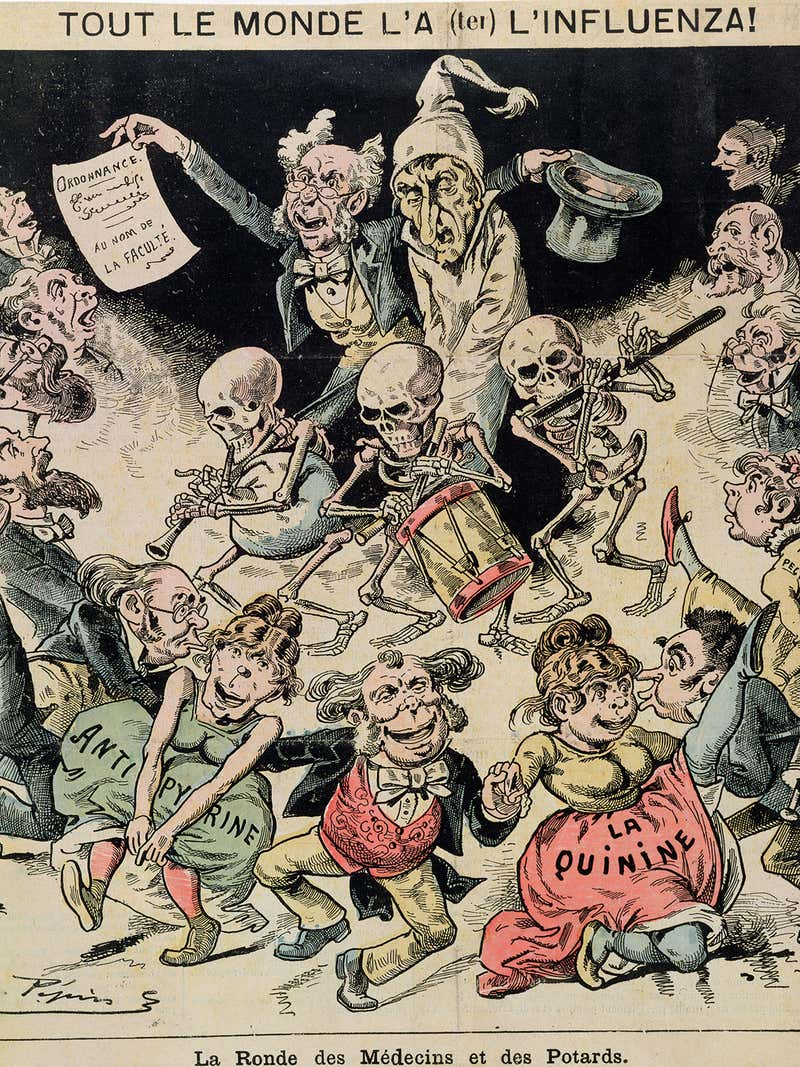 TOUT LE MONDE L'A (ter) L'INFLUENZA!
ORDONNANCE.
AU NOM DE
LA FACULTÉ.
ANTIPYRINE
LA
QUININE
Pépin
La Ronde des Médecins et des Potards.